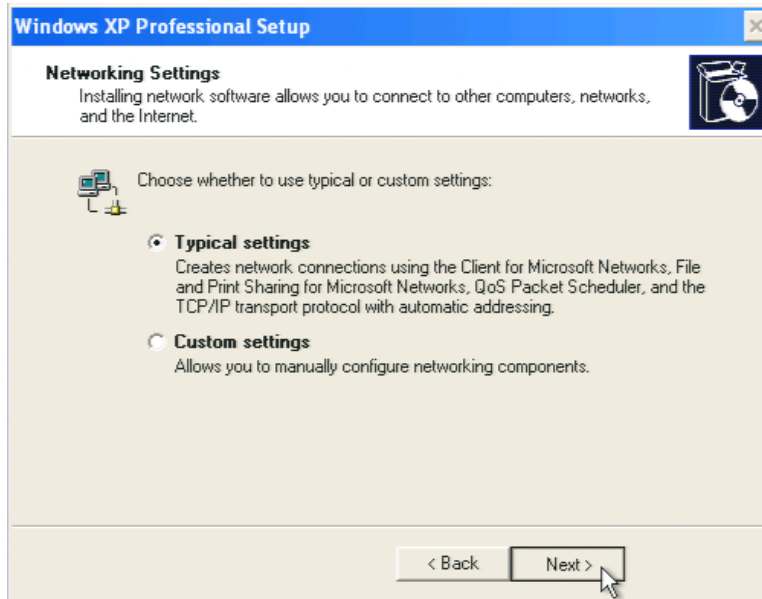 Windows XP Professional Setup
Networking Settings
Installing network software allows you to connect to other computers, networks,
and the Internet.
Choose whether to use typical or custom settings:
Typical settings
Creates network connections using the Client for Microsoft Networks, File
and Print Sharing for Microsoft Networks, QoS Packet Scheduler, and the
TCP/IP transport protocol with automatic addressing.
Custom settings
Allows you to manually configure networking components.
< Back Next >